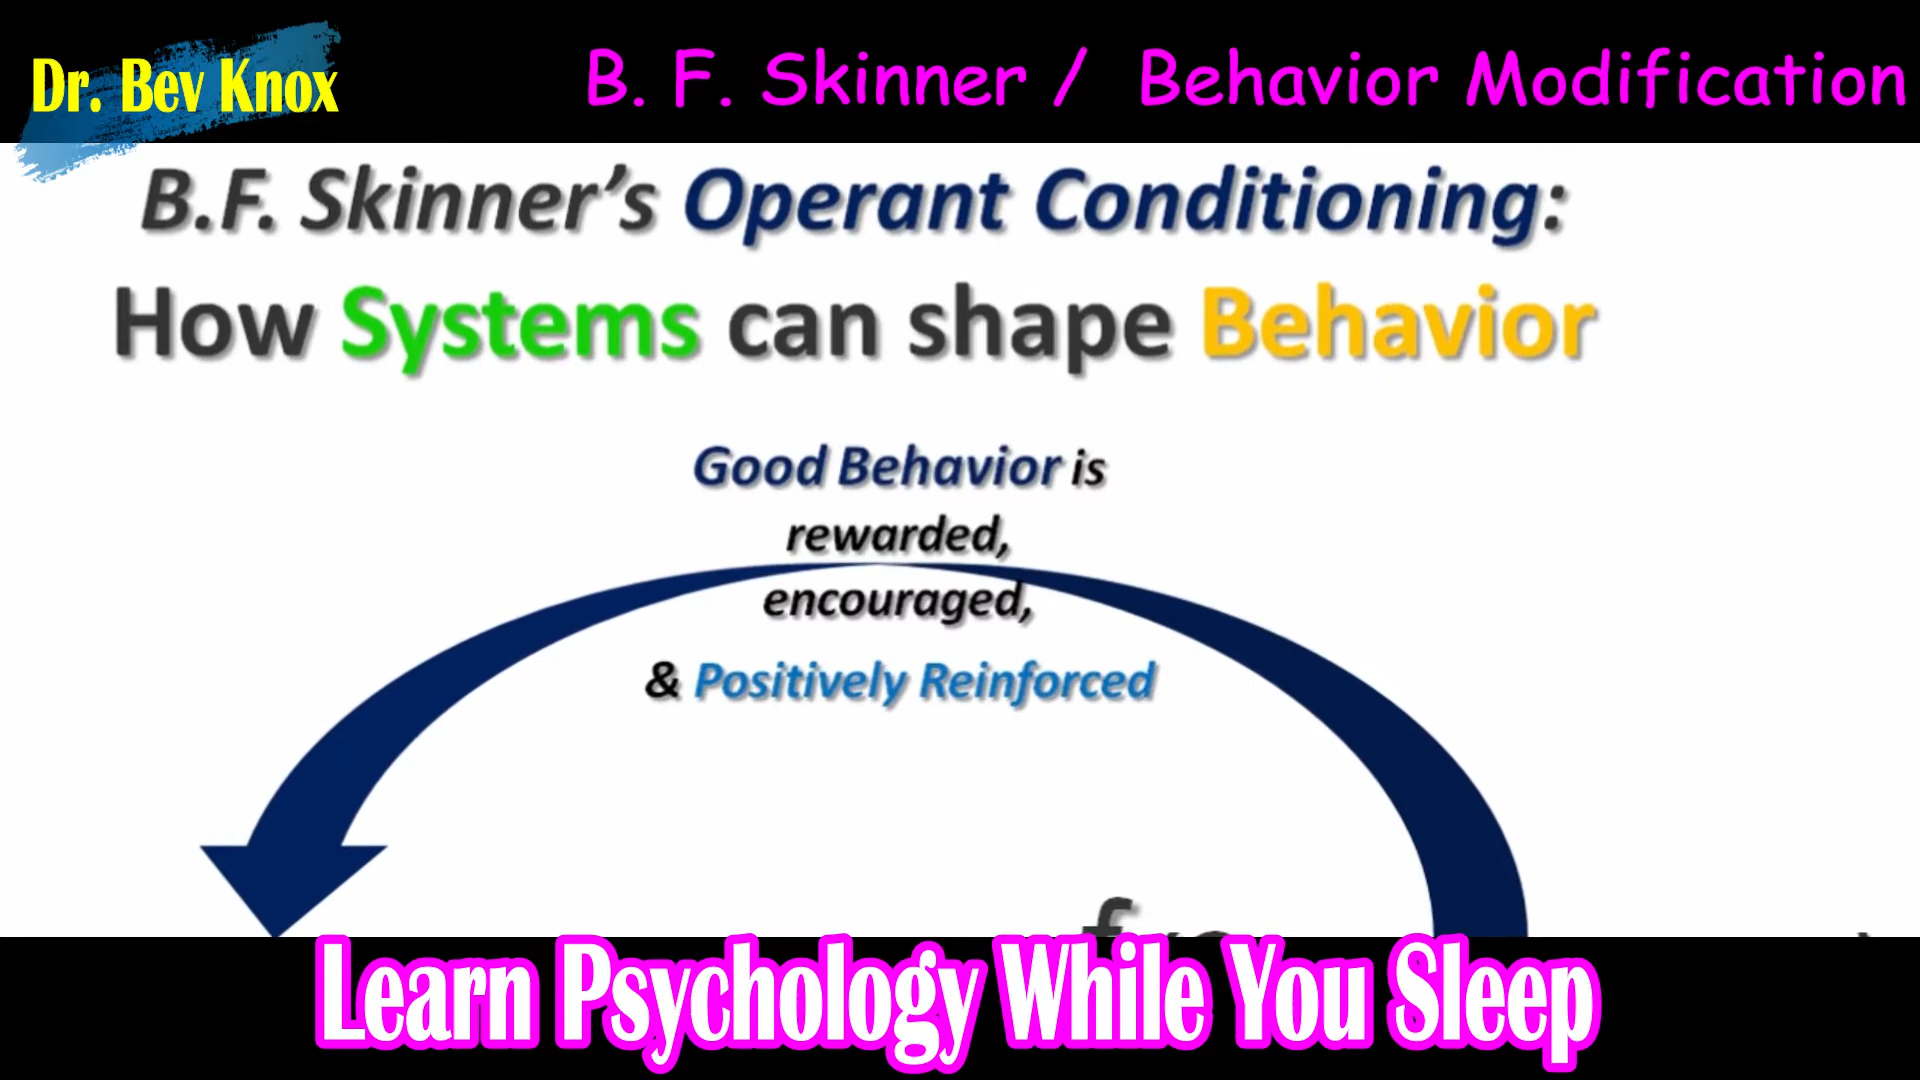 Dr. Bev Knox
B. F. Skinner / Behavior Modification
B.F. Skinner's Operant Conditioning:
How Systems can shape Behavior
Good Behavior is
rewarded,
encouraged,
& Positively Reinforced
Learn Psychology While You Sleep